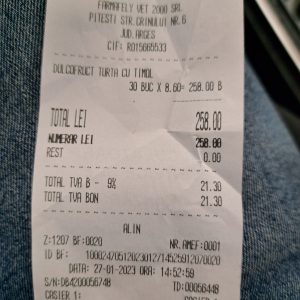 FARMAFELY VET 2000 SRL
PITESTI STR.CRINULUI NR.6
JUD.ARGES
CIF: RO15665533
DULCOFRUCT TURTA CU TIMOL
30 BUC X 8.60= 258.00 B
TOTAL LEI 258.00
NUMERAR LEI 258.00
REST 0.00
TOTAL TVA B - 9% 21.30
TOTAL TVA BON 21.30
ALIN
Z:1207 BF:0020 NR.AMEF:0001
DATA: 27-01-2023 ORA: 14:52:59
S/N:DB4200056748 ID:00056448
CASIER 1: